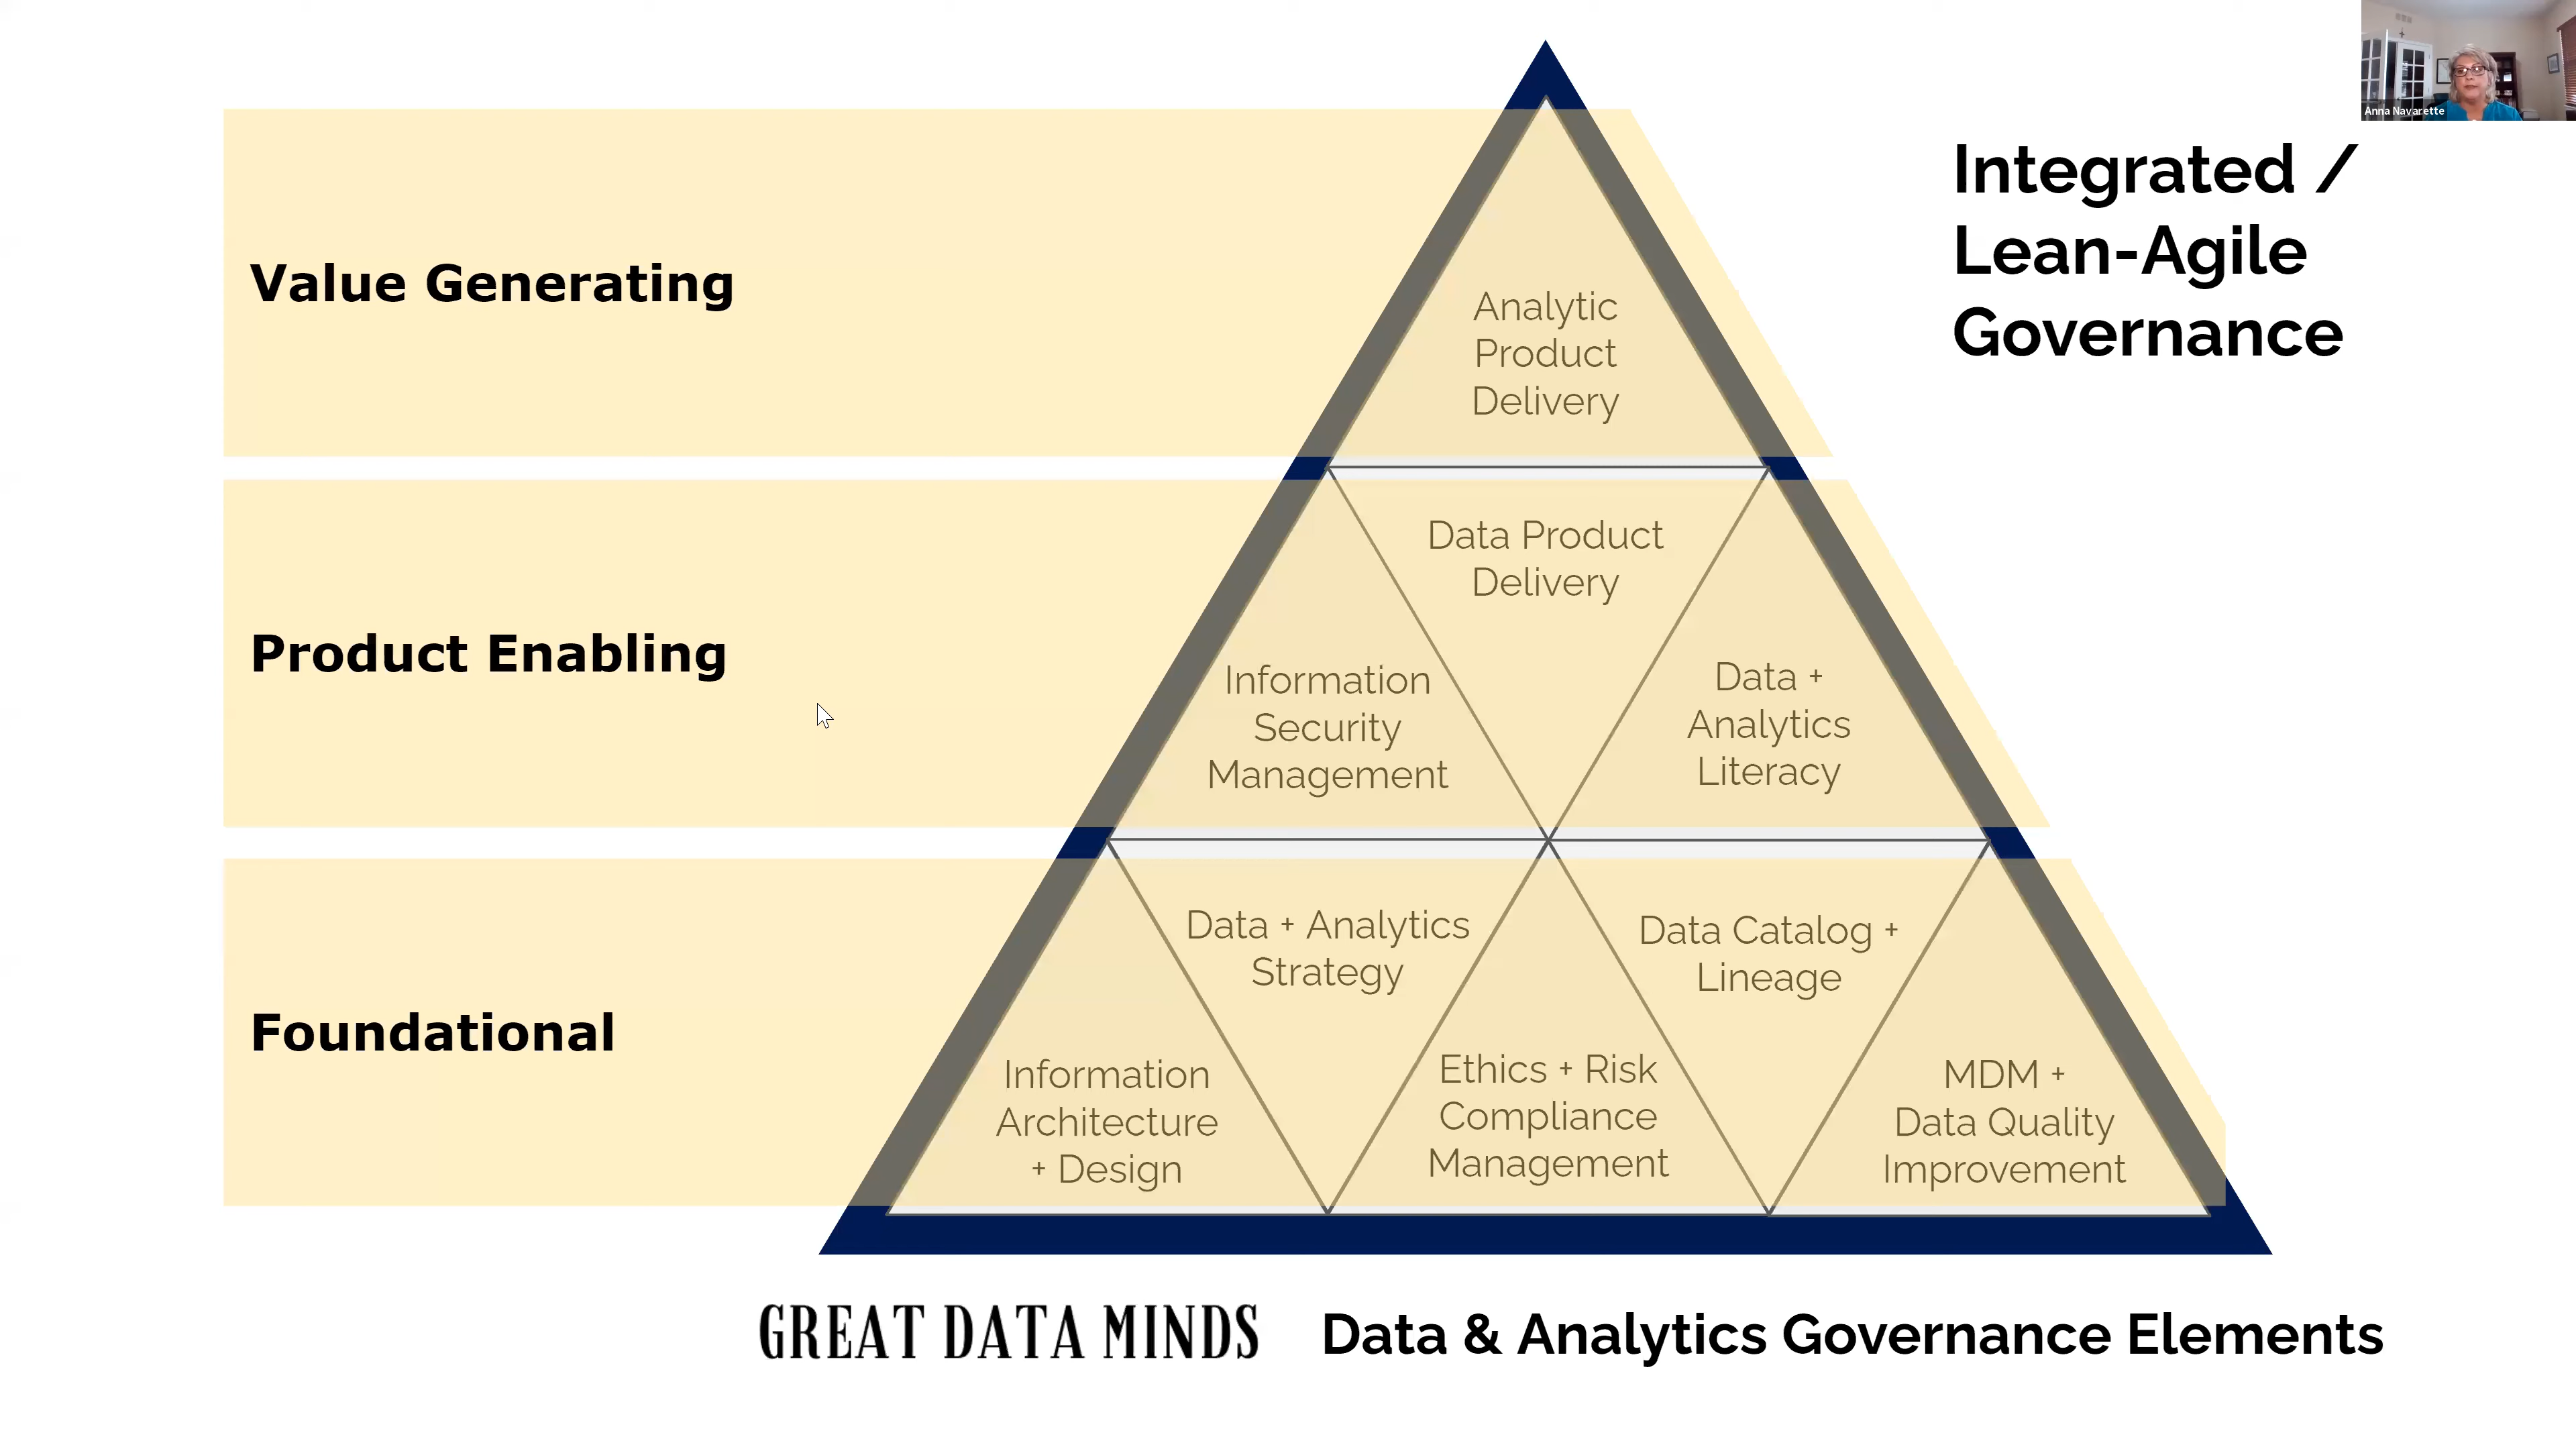 Anna Navarette
Integrated /
Lean-Agile
Governance
Value Generating
Analytic
Product
Delivery
Product Enabling
Data Product
Delivery
Information
Security
Management
Data +
Analytics
Literacy
Foundational
Data + Analytics
Strategy
Data Catalog +
Lineage
Information
Architecture
+ Design
Ethics + Risk
Compliance
Management
MDM +
Data Quality
Improvement
GREAT DATA MINDS
Data & Analytics Governance Elements